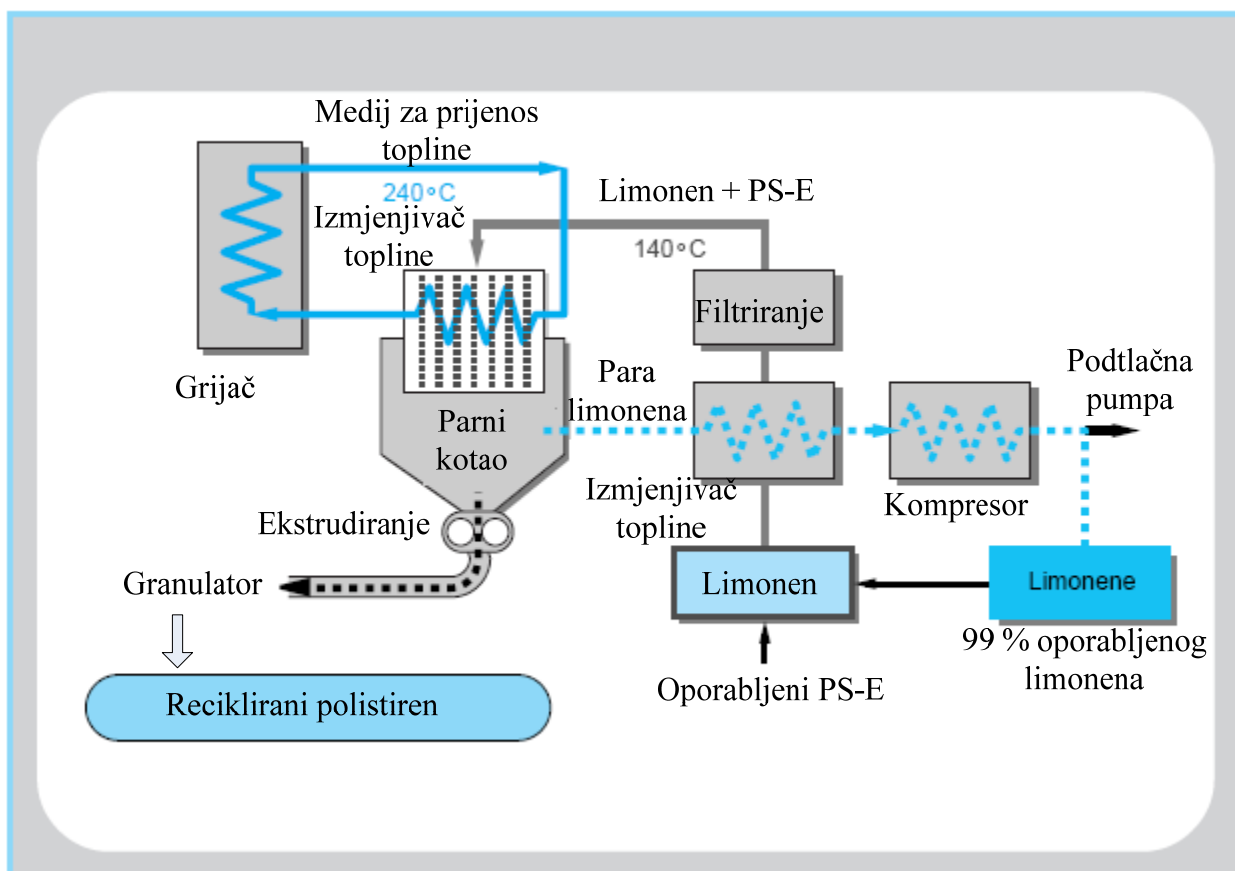 Medij za prijenos
topline
240°C
Izmjenjivač
topline
Limonen + PS-E
140°C
Filtriranje
Grijač
Para
limonena
Podtlačna
pumpa
Parni
kotao
Izmjenjivač
topline
Kompresor
Ekstrudiranje
Granulator
Limonen
Limonene
99 % oporabljenog
limonena
Oporabljeni PS-E
Reciklirani polistiren